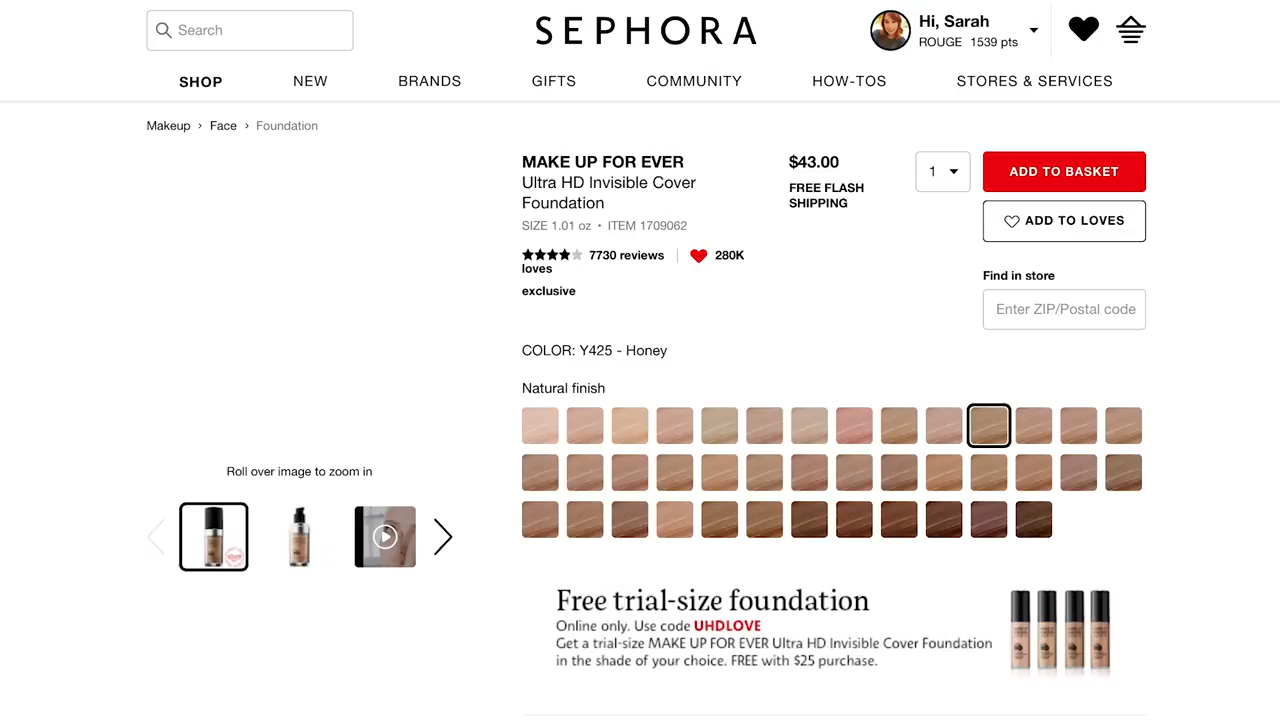 Search
SEPHORA
Hi, Sarah
ROUGE 1539 pts
SHOP NEW BRANDS GIFTS COMMUNITY HOW-TOS STORES & SERVICES
Makeup › Face › Foundation
MAKE UP FOR EVER
Ultra HD Invisible Cover
Foundation
SIZE 1.01 oz • ITEM 1709062
7730 reviews | 280K
loves
exclusive
$43.00
FREE FLASH
SHIPPING
1
ADD TO BASKET
ADD TO LOVES
Find in store
Enter ZIP/Postal code
COLOR: Y425 - Honey
Natural finish
Roll over image to zoom in
Free trial-size foundation
Online only. Use code UHDLOVE
Get a trial-size MAKE UP FOR EVER Ultra HD Invisible Cover Foundation
in the shade of your choice. FREE with $25 purchase.